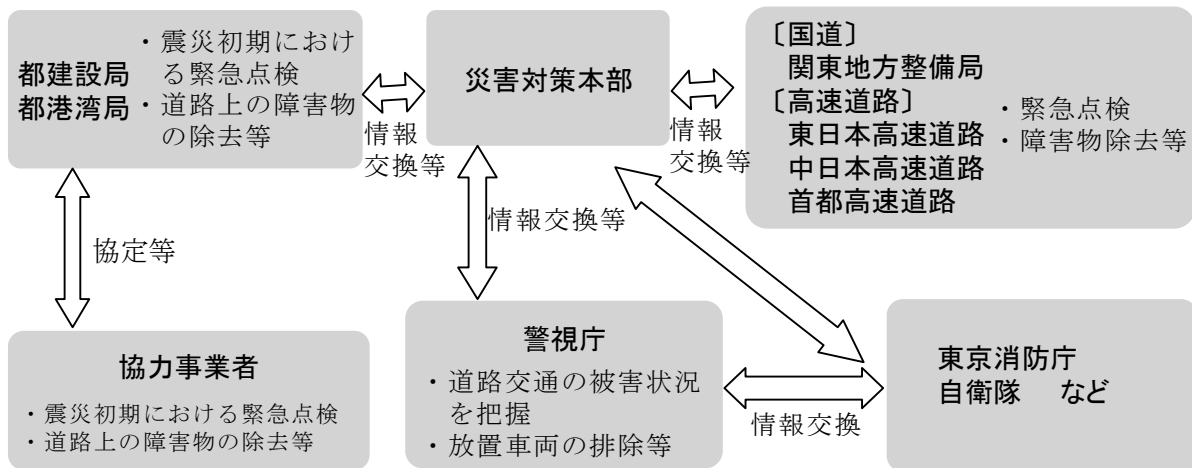 都建設局
都港湾局
・震災初期におけ
る緊急点検
・道路上の障害物
の除去等
情報
交換等
災害対策本部
情報
交換等
〔国道〕
関東地方整備局
〔高速道路〕
東日本高速道路
中日本高速道路
首都高速道路
・緊急点検
・障害物除去等
協定等
情報交換等
協力事業者
・震災初期における緊急点検
・道路上の障害物の除去等
警視庁
・道路交通の被害状況
を把握
・放置車両の排除等
情報交換
東京消防庁
自衛隊 など